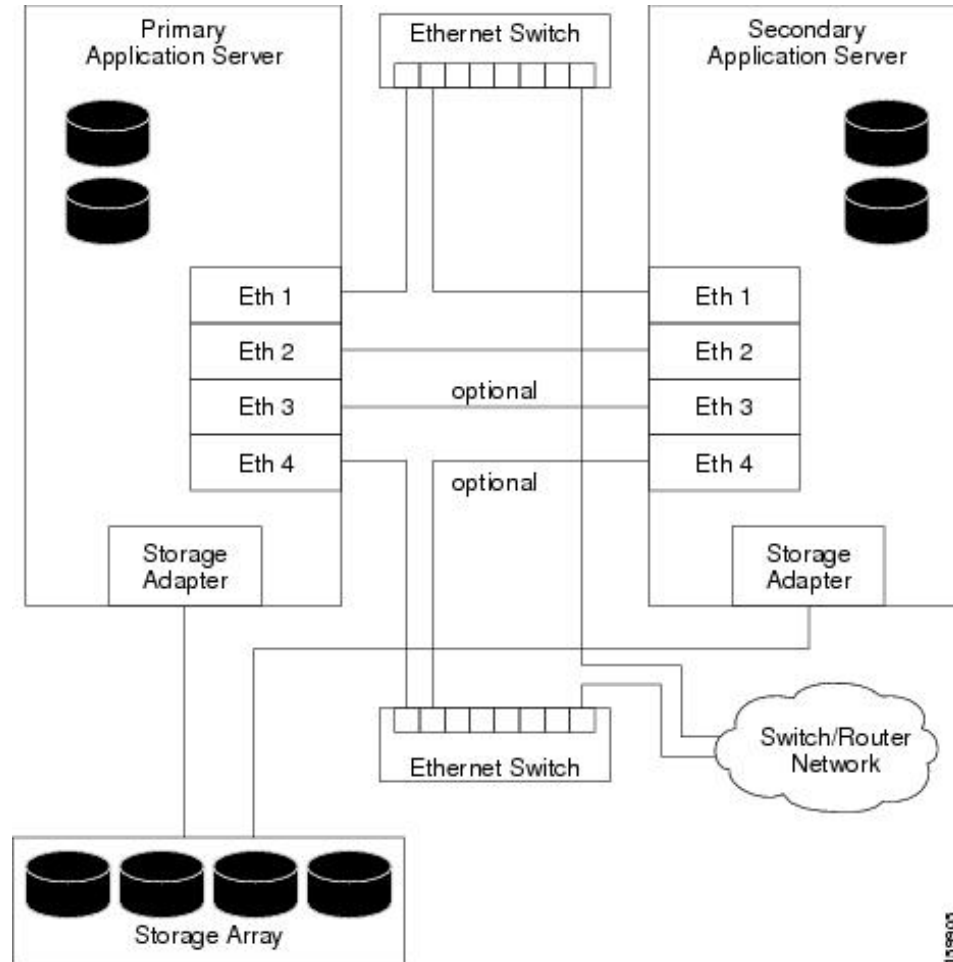 Primary
Application Server
Ethernet Switch
Secondary
Application Server
Eth 1
Eth 1
Eth 2
Eth 2
optional
Eth 3
Eth 3
Eth 4
Eth 4
optional
Storage
Adapter
Storage
Adapter
Ethernet Switch
Switch/Router
Network
Storage Array
159905